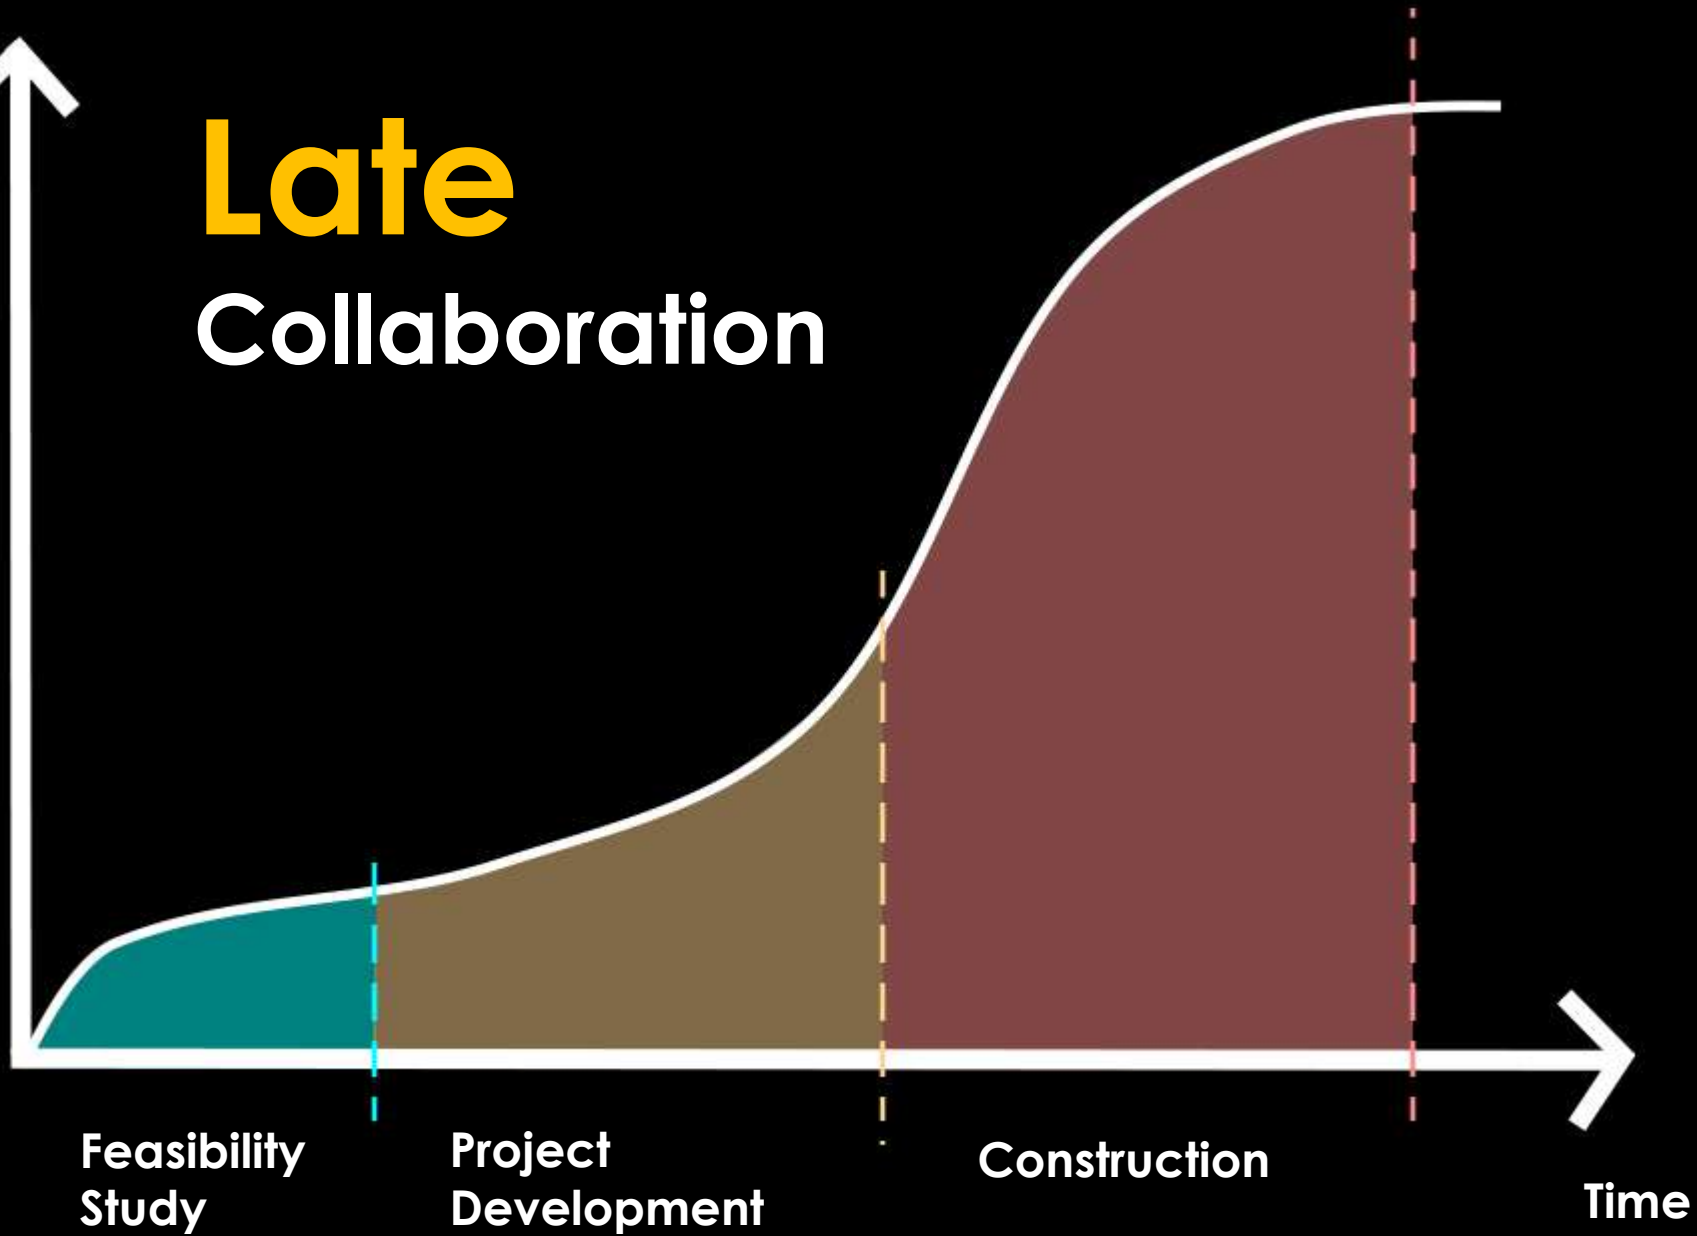 Late
Collaboration
Feasibility
Study
Project
Development
Construction
Time